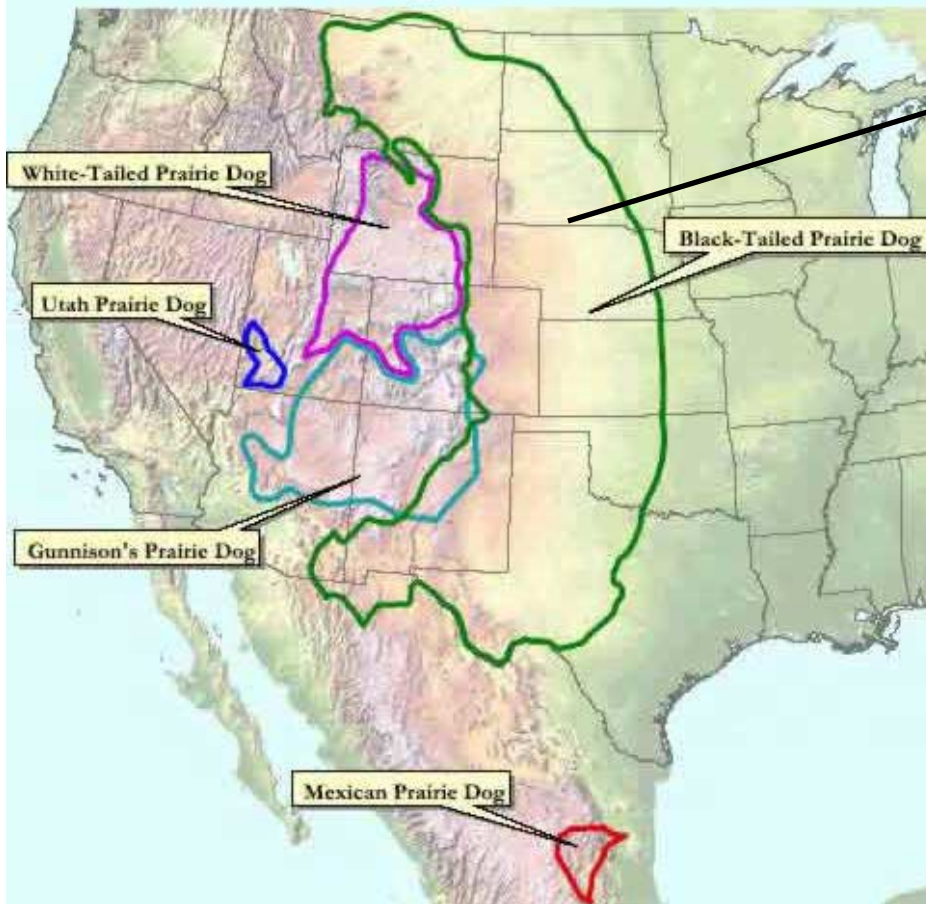 White-Tailed Prairie Dog
Black-Tailed Prairie Dog
Utah Prairie Dog
Gunnison's Prairie Dog
Mexican Prairie Dog